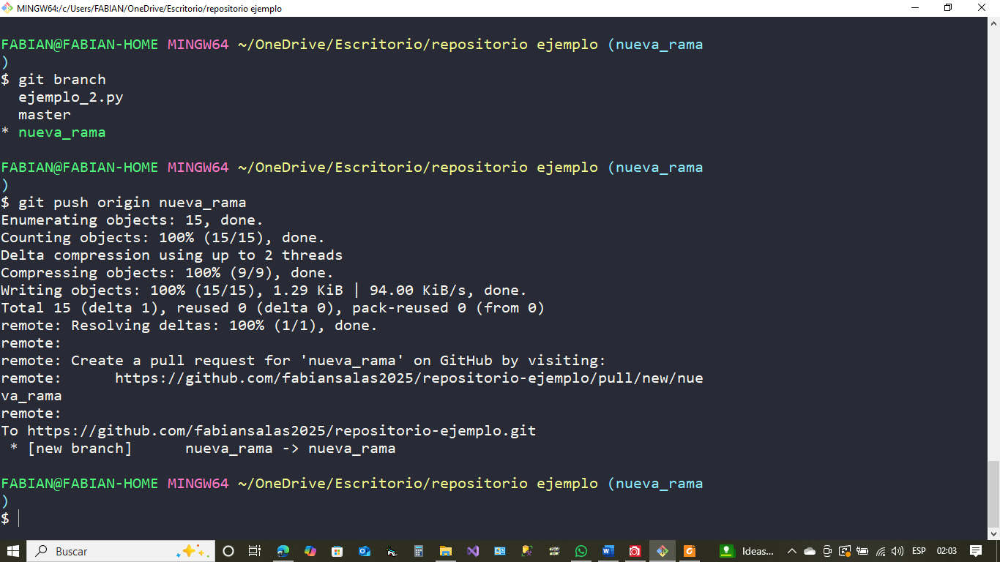 MINGW64:/c/Users/FABIAN/OneDrive/Escritorio/repositorio ejemplo
FABIAN@FABIAN-HOME MINGW64 ~/OneDrive/Escritorio/repositorio ejemplo (nueva_rama
)
$ git branch
  ejemplo_2.py
  master
* nueva_rama
FABIAN@FABIAN-HOME MINGW64 ~/OneDrive/Escritorio/repositorio ejemplo (nueva_rama
)
$ git push origin nueva_rama
Enumerating objects: 15, done.
Counting objects: 100% (15/15), done.
Delta compression using up to 2 threads
Compressing objects: 100% (9/9), done.
Writing objects: 100% (15/15), 1.29 KiB | 94.00 KiB/s, done.
Total 15 (delta 1), reused 0 (delta 0), pack-reused 0 (from 0)
remote: Resolving deltas: 100% (1/1), done.
remote:
remote: Create a pull request for 'nueva_rama' on GitHub by visiting:
remote:      https://github.com/fabiansalas2025/repositorio-ejemplo/pull/new/nue
va_rama
remote:
To https://github.com/fabiansalas2025/repositorio-ejemplo.git
 * [new branch]      nueva_rama -> nueva_rama
FABIAN@FABIAN-HOME MINGW64 ~/OneDrive/Escritorio/repositorio ejemplo (nueva_rama
)
$
Buscar
Ideas...
ESP
02:03